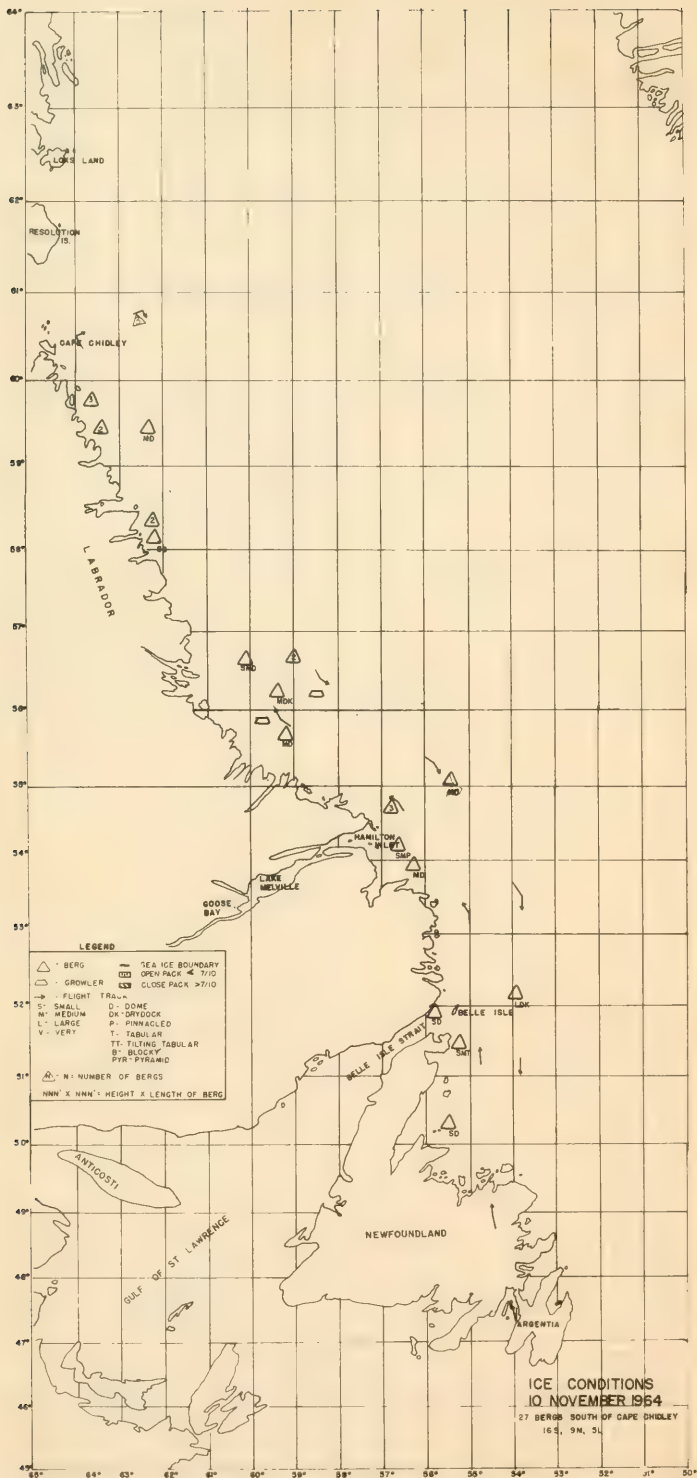 64°
63°
62°
61°
60°
59°
58°
57°
56°
55°
54°
53°
52°
51°
50°
49°
48°
47°
46°
45°
LOKS LAND
RESOLUTION
IS.
CAPE CHIDLEY
3
2
MD
2
LABRADOR
SMD
2
MDK
MD
MD
3
HAMILTON
INLET
SMP
MD
LAKE
MELVILLE
GOOSE
BAY
LDK
BELLE ISLE
SD
BELLE ISLE STRAIT
SMT
SD
LEGEND
- BERG
- GROWLER
- FLIGHT TRACK
S- SMALL
M- MEDIUM
L- LARGE
V- VERY
SEA ICE BOUNDARY
OPEN PACK < 7/10
CLOSE PACK >7/10
D- DOME
DK-DRYDOCK
P- PINNACLED
T- TABULAR
TT- TILTING TABULAR
B- BLOCKY
PYR-PYRAMID
N- N: NUMBER OF BERGS
NNN' X NNN': HEIGHT X LENGTH OF BERG
ANTICOSTI
GULF OF ST LAWRENCE
NEWFOUNDLAND
ARGENTIA
ICE CONDITIONS
10 NOVEMBER 1964
27 BERGS SOUTH OF CAPE CHIDLEY
16S, 9M, 5L
65° 64° 63° 62° 61° 60° 59° 58° 57° 56° 55° 54° 53° 52° 51° 50°